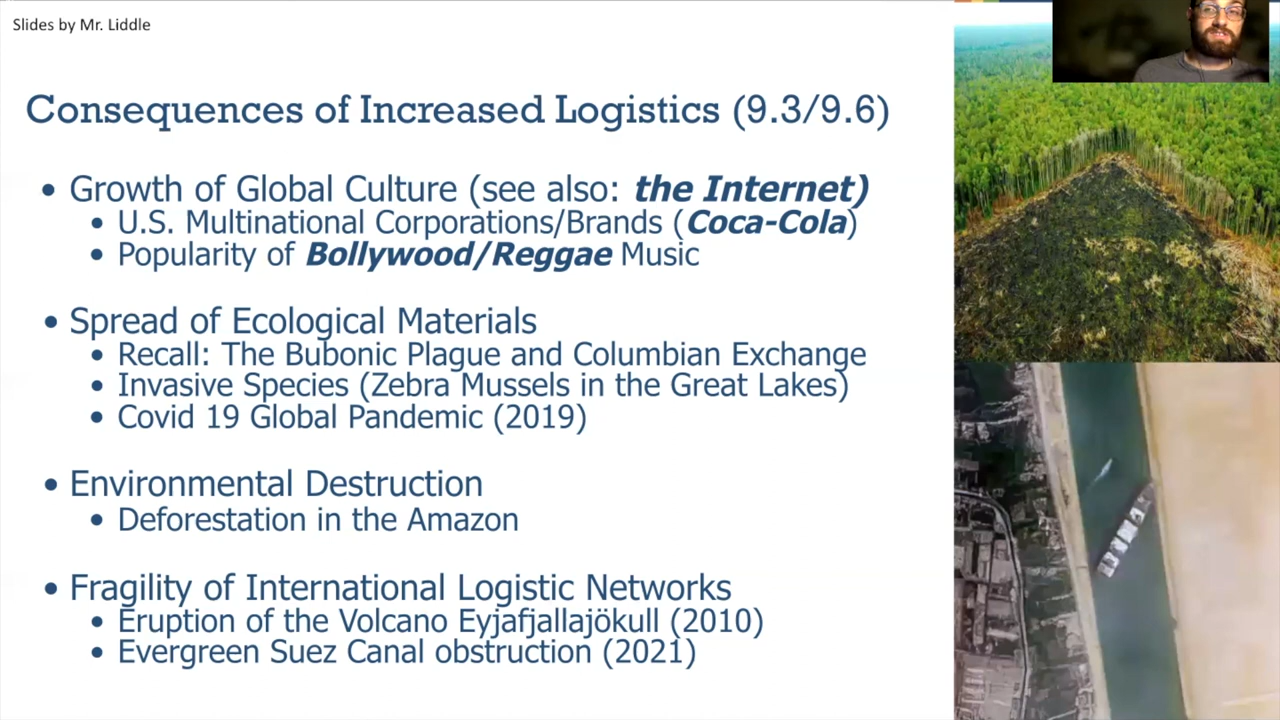 Slides by Mr. Liddle
Consequences of Increased Logistics (9.3/9.6)
• Growth of Global Culture (see also: the Internet)
• U.S. Multinational Corporations/Brands (Coca-Cola)
• Popularity of Bollywood/Reggae Music
• Spread of Ecological Materials
• Recall: The Bubonic Plague and Columbian Exchange
• Invasive Species (Zebra Mussels in the Great Lakes)
• Covid 19 Global Pandemic (2019)
• Environmental Destruction
• Deforestation in the Amazon
• Fragility of International Logistic Networks
• Eruption of the Volcano Eyjafjallajökull (2010)
• Evergreen Suez Canal obstruction (2021)